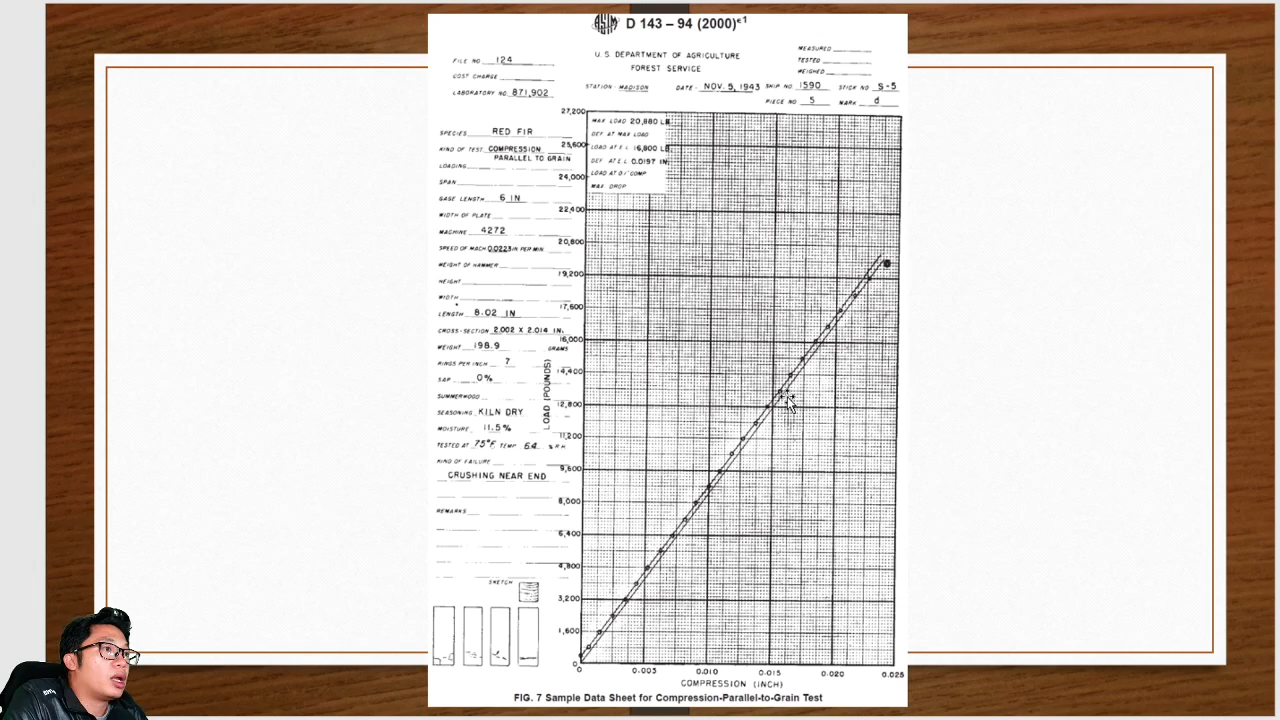 ASTM D 143 – 94 (2000)ε1
U.S. DEPARTMENT OF AGRICULTURE
FOREST SERVICE
MEASURED
TESTED
WEIGHED
FILE NO 124
COST CHARGE
LABORATORY NO. 871,902
STATION: MADISON DATE: NOV. 5, 1943 SHIP NO 1590 STICK NO S-5
PIECE NO 5 MARK d
SPECIES RED FIR
KIND OF TEST COMPRESSION
PARALLEL TO GRAIN
LOADING
SPAN
GAGE LENGTH 6 IN
WIDTH OF PLATE
MACHINE 4272
SPEED OF MACH 0.0223 IN PER MIN
WEIGHT OF HAMMER
HEIGHT
WIDTH
LENGTH 8.02 IN
CROSS-SECTION 2.002 X 2.014 IN.
WEIGHT 198.9 GRAMS
RINGS PER INCH 7
SAP 0%
SUMMERWOOD
SEASONING KILN DRY
MOISTURE 11.5%
TESTED AT 75°F TEMP 64 % R.H.
KIND OF FAILURE
CRUSHING NEAR END
REMARKS
SKETCH
MAX LOAD 20,880 LB
DEF AT MAX LOAD
LOAD AT E L 16,800 LB
DEF AT E L 0.0197 IN
LOAD AT COMP
MAX DROP
27,200
25,600
24,000
22,400
20,800
19,200
17,600
16,000
14,400
12,800
11,200
9,600
8,000
6,400
4,800
3,200
1,600
0
LOAD (POUNDS)
0 0.005 0.010 0.015 0.020 0.025
COMPRESSION (INCH)
FIG. 7 Sample Data Sheet for Compression-Parallel-to-Grain Test